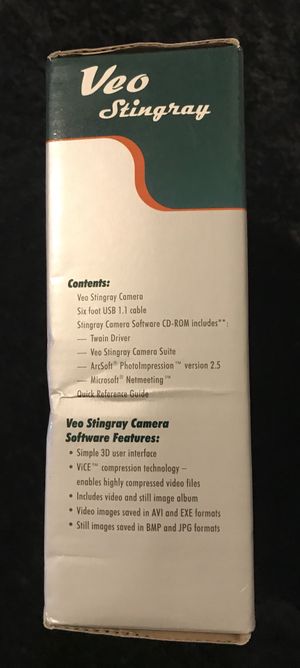 Veo
Stingray
Contents:
Veo Stingray Camera
Six foot USB 1.1 cable
Stingray Camera Software CD-ROM includes**:
— Twain Driver
— Veo Stingray Camera Suite
— ArcSoft® PhotoImpression™ version 2.5
— Microsoft® Netmeeting™
Quick Reference Guide
Veo Stingray Camera
Software Features:
• Simple 3D user interface
• ViCE™ compression technology –
enables highly compressed video files
• Includes video and still image album
• Video images saved in AVI and EXE formats
• Still images saved in BMP and JPG formats